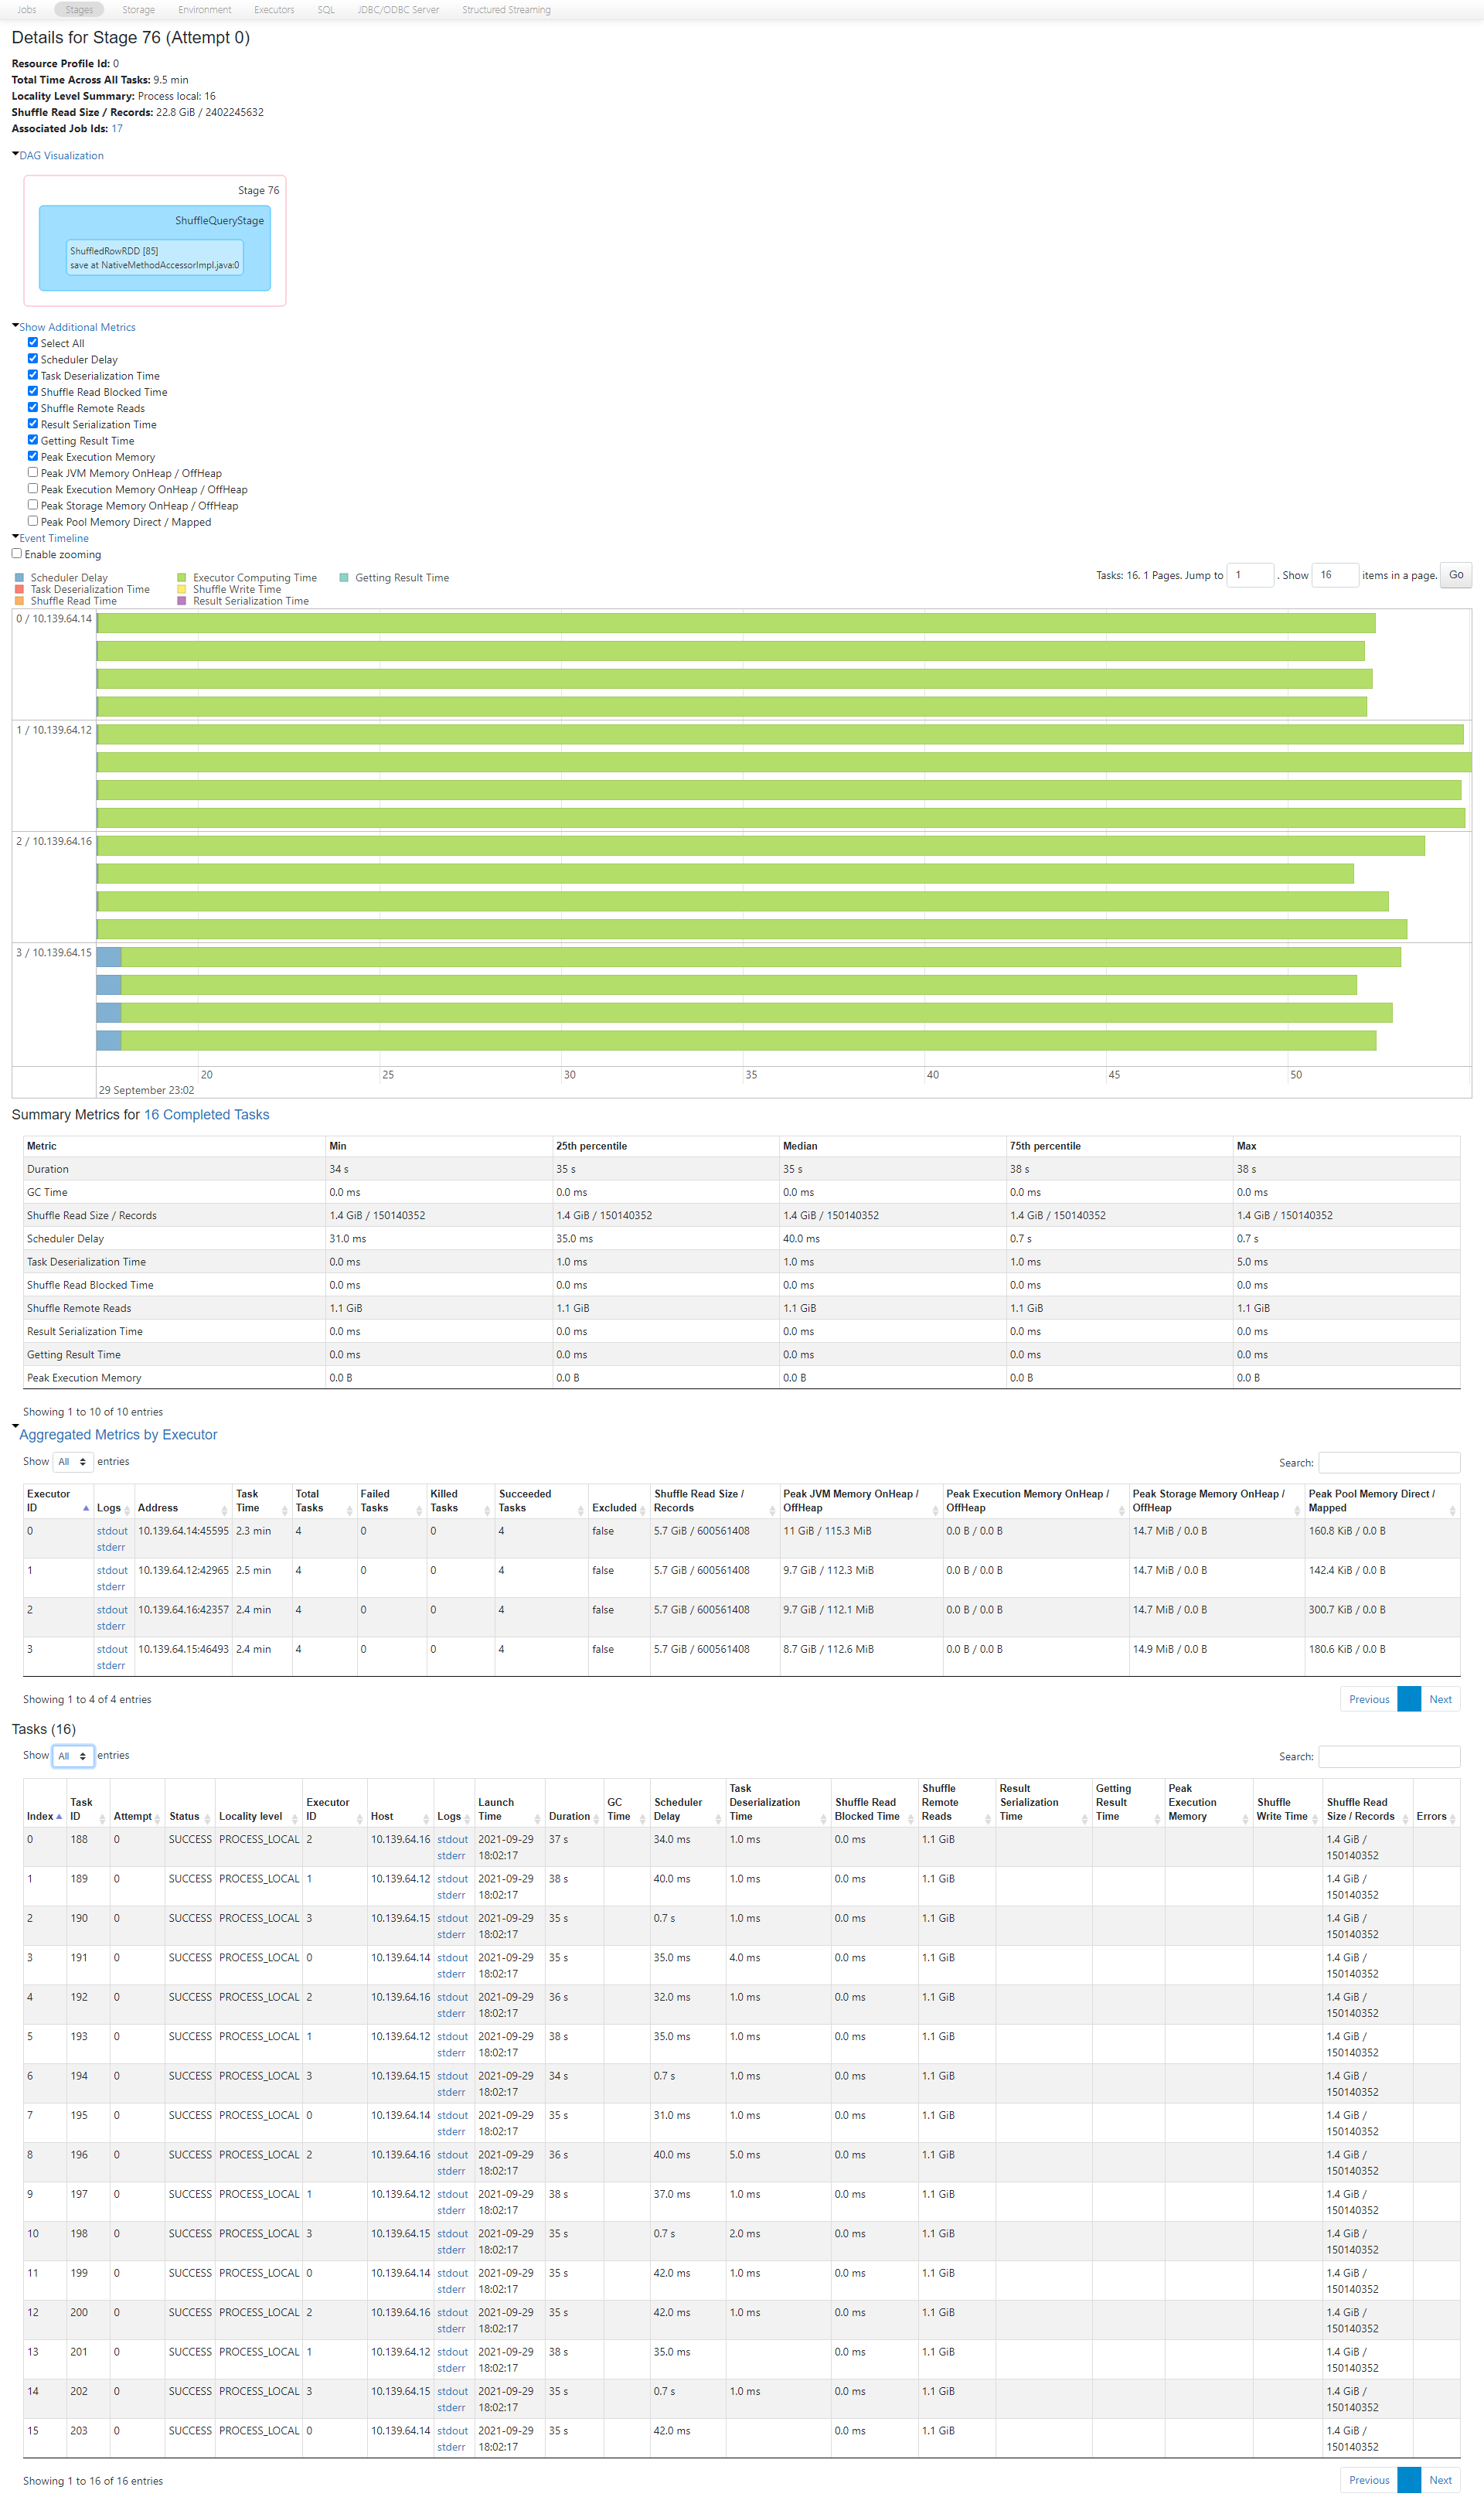 Jobs Stages Storage Environment Executors SQL JDBC/ODBC Server Structured Streaming
Details for Stage 76 (Attempt 0)
Resource Profile Id: 0
Total Time Across All Tasks: 9.5 min
Locality Level Summary: Process local: 16
Shuffle Read Size / Records: 22.8 GiB / 2402245632
Associated Job Ids: 17
DAG Visualization
Stage 76
ShuffleQueryStage
ShuffledRowRDD [85]
save at NativeMethodAccessorImpl.java:0
Show Additional Metrics
Select All
Scheduler Delay
Task Deserialization Time
Shuffle Read Blocked Time
Shuffle Remote Reads
Result Serialization Time
Getting Result Time
Peak Execution Memory
Peak JVM Memory OnHeap / OffHeap
Peak Execution Memory OnHeap / OffHeap
Peak Storage Memory OnHeap / OffHeap
Peak Pool Memory Direct / Mapped
Event Timeline
Enable zooming
Scheduler Delay Executor Computing Time Getting Result Time
Task Deserialization Time Shuffle Write Time
Shuffle Read Time Result Serialization Time
Tasks: 16. 1 Pages. Jump to 1 . Show 16 items in a page. Go
0 / 10.139.64.14
1 / 10.139.64.12
2 / 10.139.64.16
3 / 10.139.64.15
20 25 30 35 40 45 50
29 September 23:02
Summary Metrics for 16 Completed Tasks
Metric Min 25th percentile Median 75th percentile Max
Duration 34 s 35 s 35 s 38 s 38 s
GC Time 0.0 ms 0.0 ms 0.0 ms 0.0 ms 0.0 ms
Shuffle Read Size / Records 1.4 GiB / 150140352 1.4 GiB / 150140352 1.4 GiB / 150140352 1.4 GiB / 150140352 1.4 GiB / 150140352
Scheduler Delay 31.0 ms 35.0 ms 40.0 ms 0.7 s 0.7 s
Task Deserialization Time 0.0 ms 1.0 ms 1.0 ms 1.0 ms 5.0 ms
Shuffle Read Blocked Time 0.0 ms 0.0 ms 0.0 ms 0.0 ms 0.0 ms
Shuffle Remote Reads 1.1 GiB 1.1 GiB 1.1 GiB 1.1 GiB 1.1 GiB
Result Serialization Time 0.0 ms 0.0 ms 0.0 ms 0.0 ms 0.0 ms
Getting Result Time 0.0 ms 0.0 ms 0.0 ms 0.0 ms 0.0 ms
Peak Execution Memory 0.0 B 0.0 B 0.0 B 0.0 B 0.0 B
Showing 1 to 10 of 10 entries
Aggregated Metrics by Executor
Show All entries Search:
Executor ID Logs Address Task Time Total Tasks Failed Tasks Killed Tasks Succeeded Tasks Excluded Shuffle Read Size / Records Peak JVM Memory OnHeap / OffHeap Peak Execution Memory OnHeap / OffHeap Peak Storage Memory OnHeap / OffHeap Peak Pool Memory Direct / Mapped
0 stdout stderr 10.139.64.14:45595 2.3 min 4 0 0 4 false 5.7 GiB / 600561408 11 GiB / 115.3 MiB 0.0 B / 0.0 B 14.7 MiB / 0.0 B 160.8 KiB / 0.0 B
1 stdout stderr 10.139.64.12:42965 2.5 min 4 0 0 4 false 5.7 GiB / 600561408 9.7 GiB / 112.3 MiB 0.0 B / 0.0 B 14.7 MiB / 0.0 B 142.4 KiB / 0.0 B
2 stdout stderr 10.139.64.16:42357 2.4 min 4 0 0 4 false 5.7 GiB / 600561408 9.7 GiB / 112.1 MiB 0.0 B / 0.0 B 14.7 MiB / 0.0 B 300.7 KiB / 0.0 B
3 stdout stderr 10.139.64.15:46493 2.4 min 4 0 0 4 false 5.7 GiB / 600561408 8.7 GiB / 112.6 MiB 0.0 B / 0.0 B 14.9 MiB / 0.0 B 180.6 KiB / 0.0 B
Showing 1 to 4 of 4 entries Previous Next
Tasks (16)
Show All entries Search:
Index Task ID Attempt Status Locality level Executor ID Host Logs Launch Time Duration GC Time Scheduler Delay Task Deserialization Time Shuffle Read Blocked Time Shuffle Remote Reads Result Serialization Time Getting Result Time Peak Execution Memory Shuffle Write Time Shuffle Read Size / Records Errors
0 188 0 SUCCESS PROCESS_LOCAL 2 10.139.64.16 stdout stderr 2021-09-29 18:02:17 37 s 34.0 ms 1.0 ms 0.0 ms 1.1 GiB 1.4 GiB / 150140352
1 189 0 SUCCESS PROCESS_LOCAL 1 10.139.64.12 stdout stderr 2021-09-29 18:02:17 38 s 40.0 ms 1.0 ms 0.0 ms 1.1 GiB 1.4 GiB / 150140352
2 190 0 SUCCESS PROCESS_LOCAL 3 10.139.64.15 stdout stderr 2021-09-29 18:02:17 35 s 0.7 s 1.0 ms 0.0 ms 1.1 GiB 1.4 GiB / 150140352
3 191 0 SUCCESS PROCESS_LOCAL 0 10.139.64.14 stdout stderr 2021-09-29 18:02:17 35 s 35.0 ms 4.0 ms 0.0 ms 1.1 GiB 1.4 GiB / 150140352
4 192 0 SUCCESS PROCESS_LOCAL 2 10.139.64.16 stdout stderr 2021-09-29 18:02:17 36 s 32.0 ms 1.0 ms 0.0 ms 1.1 GiB 1.4 GiB / 150140352
5 193 0 SUCCESS PROCESS_LOCAL 1 10.139.64.12 stdout stderr 2021-09-29 18:02:17 38 s 35.0 ms 1.0 ms 0.0 ms 1.1 GiB 1.4 GiB / 150140352
6 194 0 SUCCESS PROCESS_LOCAL 3 10.139.64.15 stdout stderr 2021-09-29 18:02:17 34 s 0.7 s 1.0 ms 0.0 ms 1.1 GiB 1.4 GiB / 150140352
7 195 0 SUCCESS PROCESS_LOCAL 0 10.139.64.14 stdout stderr 2021-09-29 18:02:17 35 s 31.0 ms 1.0 ms 0.0 ms 1.1 GiB 1.4 GiB / 150140352
8 196 0 SUCCESS PROCESS_LOCAL 2 10.139.64.16 stdout stderr 2021-09-29 18:02:17 36 s 40.0 ms 5.0 ms 0.0 ms 1.1 GiB 1.4 GiB / 150140352
9 197 0 SUCCESS PROCESS_LOCAL 1 10.139.64.12 stdout stderr 2021-09-29 18:02:17 38 s 37.0 ms 1.0 ms 0.0 ms 1.1 GiB 1.4 GiB / 150140352
10 198 0 SUCCESS PROCESS_LOCAL 3 10.139.64.15 stdout stderr 2021-09-29 18:02:17 35 s 0.7 s 2.0 ms 0.0 ms 1.1 GiB 1.4 GiB / 150140352
11 199 0 SUCCESS PROCESS_LOCAL 0 10.139.64.14 stdout stderr 2021-09-29 18:02:17 35 s 42.0 ms 1.0 ms 0.0 ms 1.1 GiB 1.4 GiB / 150140352
12 200 0 SUCCESS PROCESS_LOCAL 2 10.139.64.16 stdout stderr 2021-09-29 18:02:17 35 s 42.0 ms 1.0 ms 0.0 ms 1.1 GiB 1.4 GiB / 150140352
13 201 0 SUCCESS PROCESS_LOCAL 1 10.139.64.12 stdout stderr 2021-09-29 18:02:17 38 s 35.0 ms 0.0 ms 1.1 GiB 1.4 GiB / 150140352
14 202 0 SUCCESS PROCESS_LOCAL 3 10.139.64.15 stdout stderr 2021-09-29 18:02:17 35 s 0.7 s 1.0 ms 0.0 ms 1.1 GiB 1.4 GiB / 150140352
15 203 0 SUCCESS PROCESS_LOCAL 0 10.139.64.14 stdout stderr 2021-09-29 18:02:17 35 s 42.0 ms 0.0 ms 1.1 GiB 1.4 GiB / 150140352
Showing 1 to 16 of 16 entries Previous Next